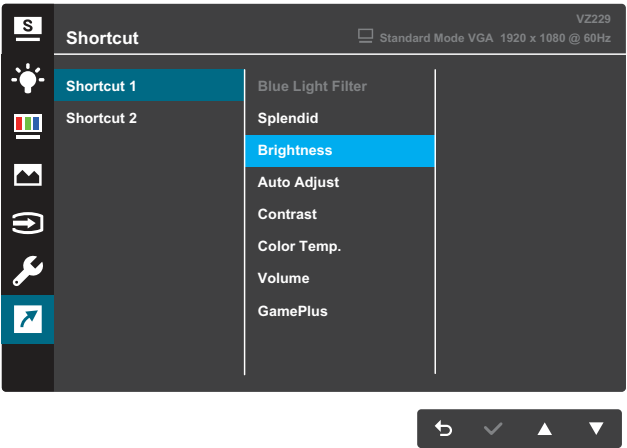 S
VZ229
Shortcut
Standard Mode VGA 1920 x 1080 @ 60Hz
Shortcut 1
Shortcut 2
Blue Light Filter
Splendid
Brightness
Auto Adjust
Contrast
Color Temp.
Volume
GamePlus